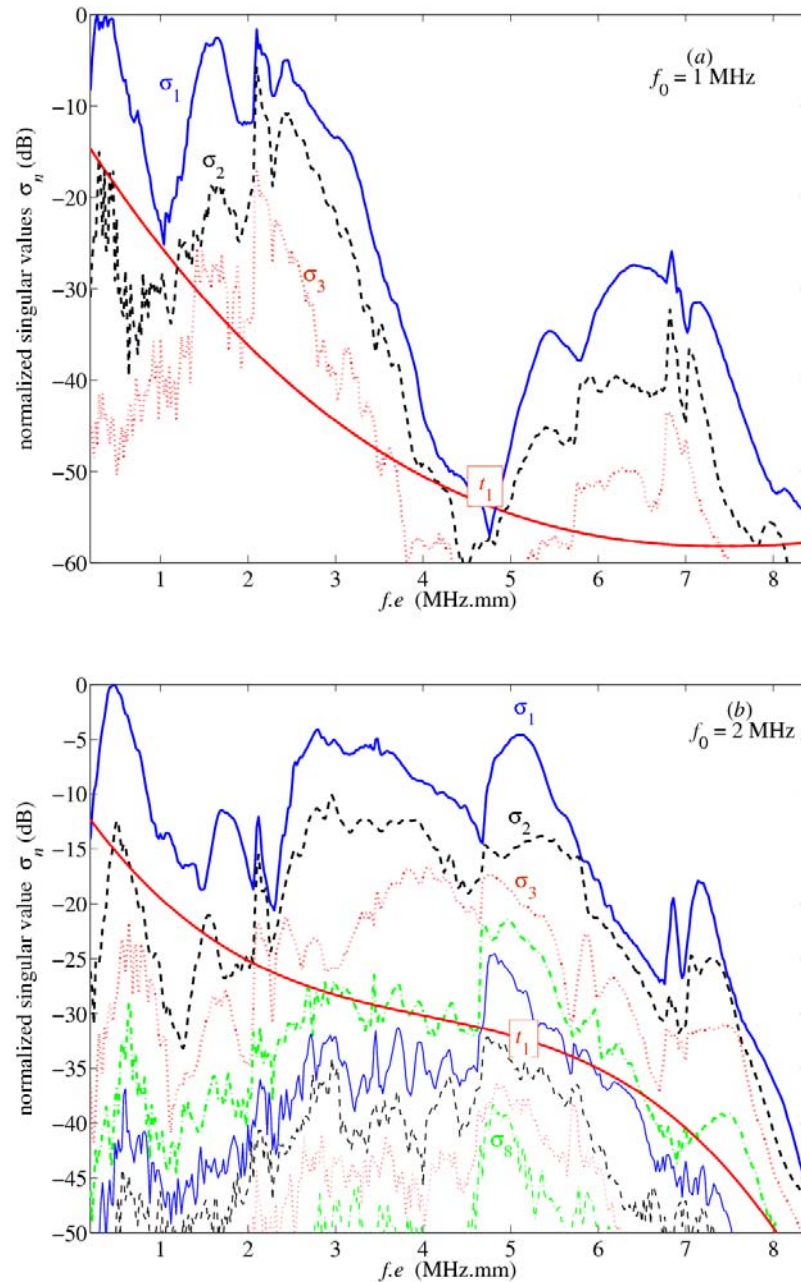 (a)
f₀ = 1 MHz
σ₁
σ₂
σ₃
t₁
normalized singular values σₙ (dB)
0
−10
−20
−30
−40
−50
−60
1 2 3 4 5 6 7 8
f.e (MHz.mm)
(b)
f₀ = 2 MHz
σ₁
σ₂
σ₃
t₁
σ₈
normalized singular value σₙ (dB)
0
−5
−10
−15
−20
−25
−30
−35
−40
−45
−50
1 2 3 4 5 6 7 8
f.e (MHz.mm)